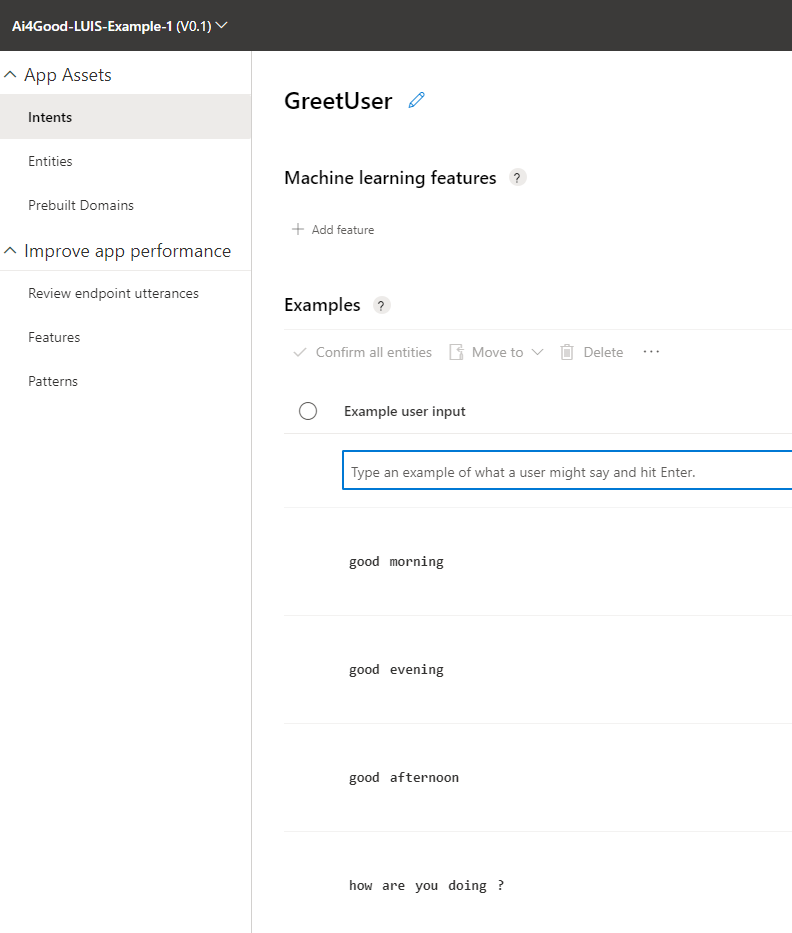 Ai4Good-LUIS-Example-1 (V0.1)
App Assets
Intents
Entities
Prebuilt Domains
Improve app performance
Review endpoint utterances
Features
Patterns
GreetUser
Machine learning features ?
+ Add feature
Examples ?
Confirm all entities Move to Delete ···
Example user input
Type an example of what a user might say and hit Enter.
good morning
good evening
good afternoon
how are you doing ?